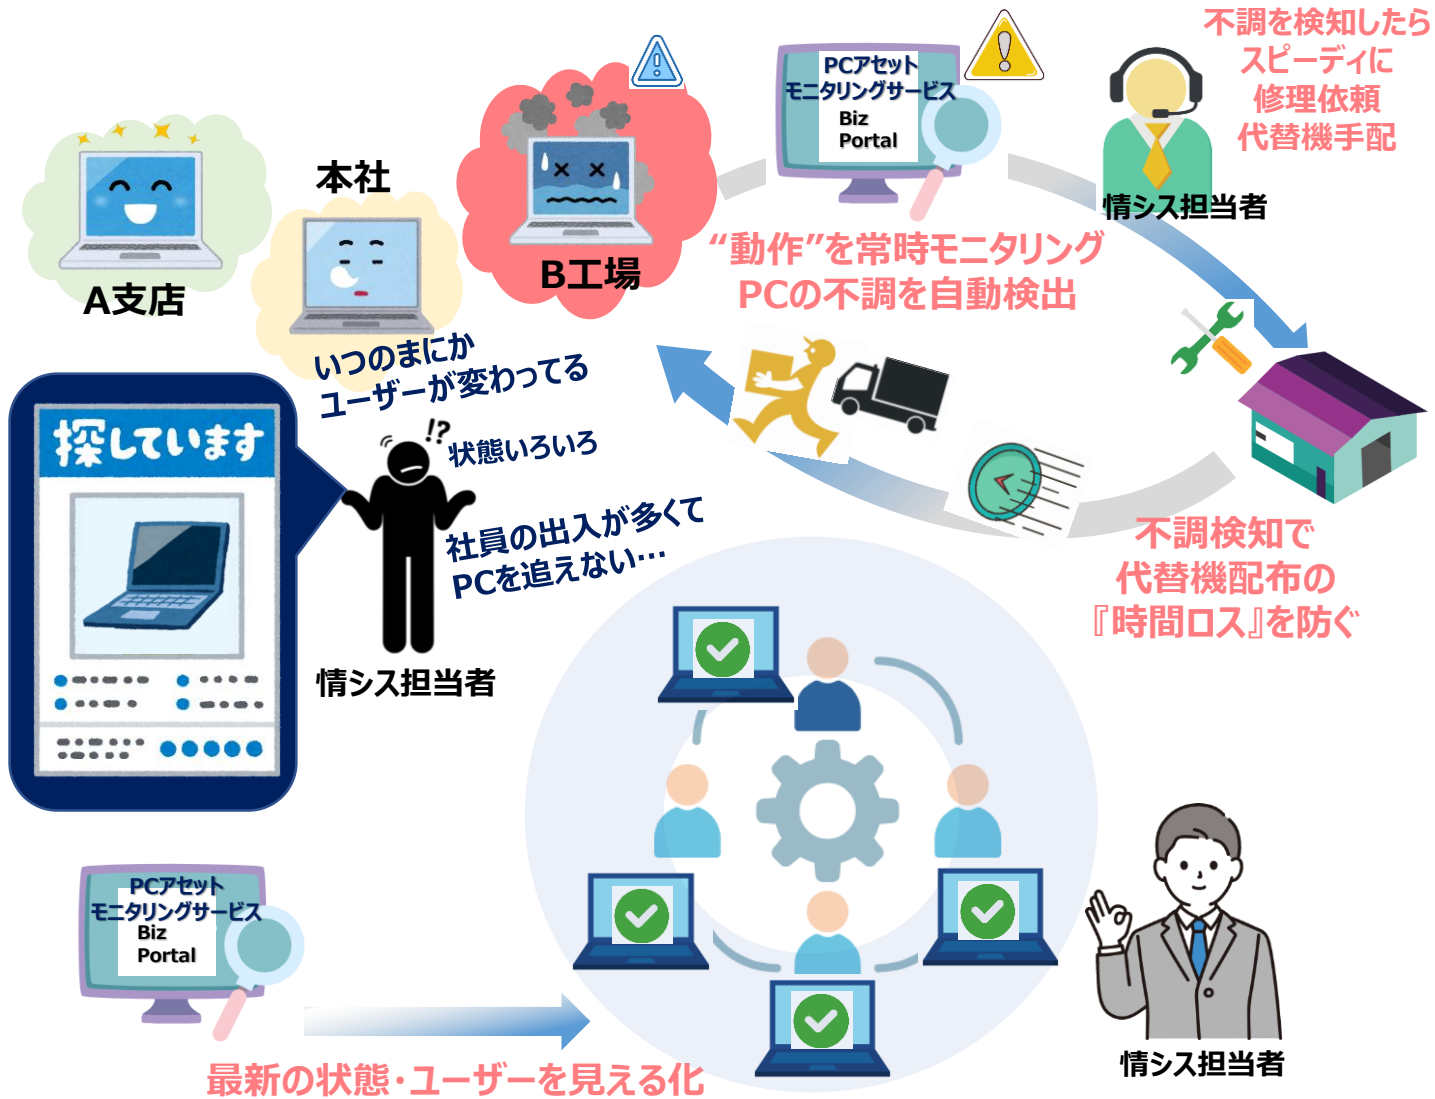 不調を検知したら
スピーディに
修理依頼
代替機手配
PCアセット
モニタリングサービス
Biz
Portal
本社
情シス担当者
B工場
A支店
“動作”を常時モニタリング
PCの不調を自動検出
いつのまにか
ユーザーが変わってる
探しています
!?
状態いろいろ
社員の出入が多くて
PCを追えない…
不調検知で
代替機配布の
『時間ロス』を防ぐ
情シス担当者
PCアセット
モニタリングサービス
Biz
Portal
最新の状態・ユーザーを見える化
情シス担当者